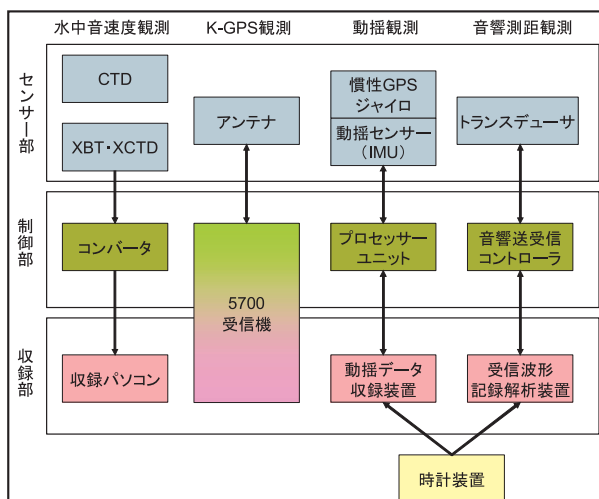 水中音速度観測
K-GPS観測
動揺観測
音響測距観測
センサー部
CTD
XBT・XCTD
アンテナ
慣性GPS
ジャイロ
動揺センサー
（IMU）
トランスデューサ
制御部
コンバータ
5700
受信機
プロセッサー
ユニット
音響送受信
コントローラ
収録部
収録パソコン
動揺データ
収録装置
受信波形
記録解析装置
時計装置